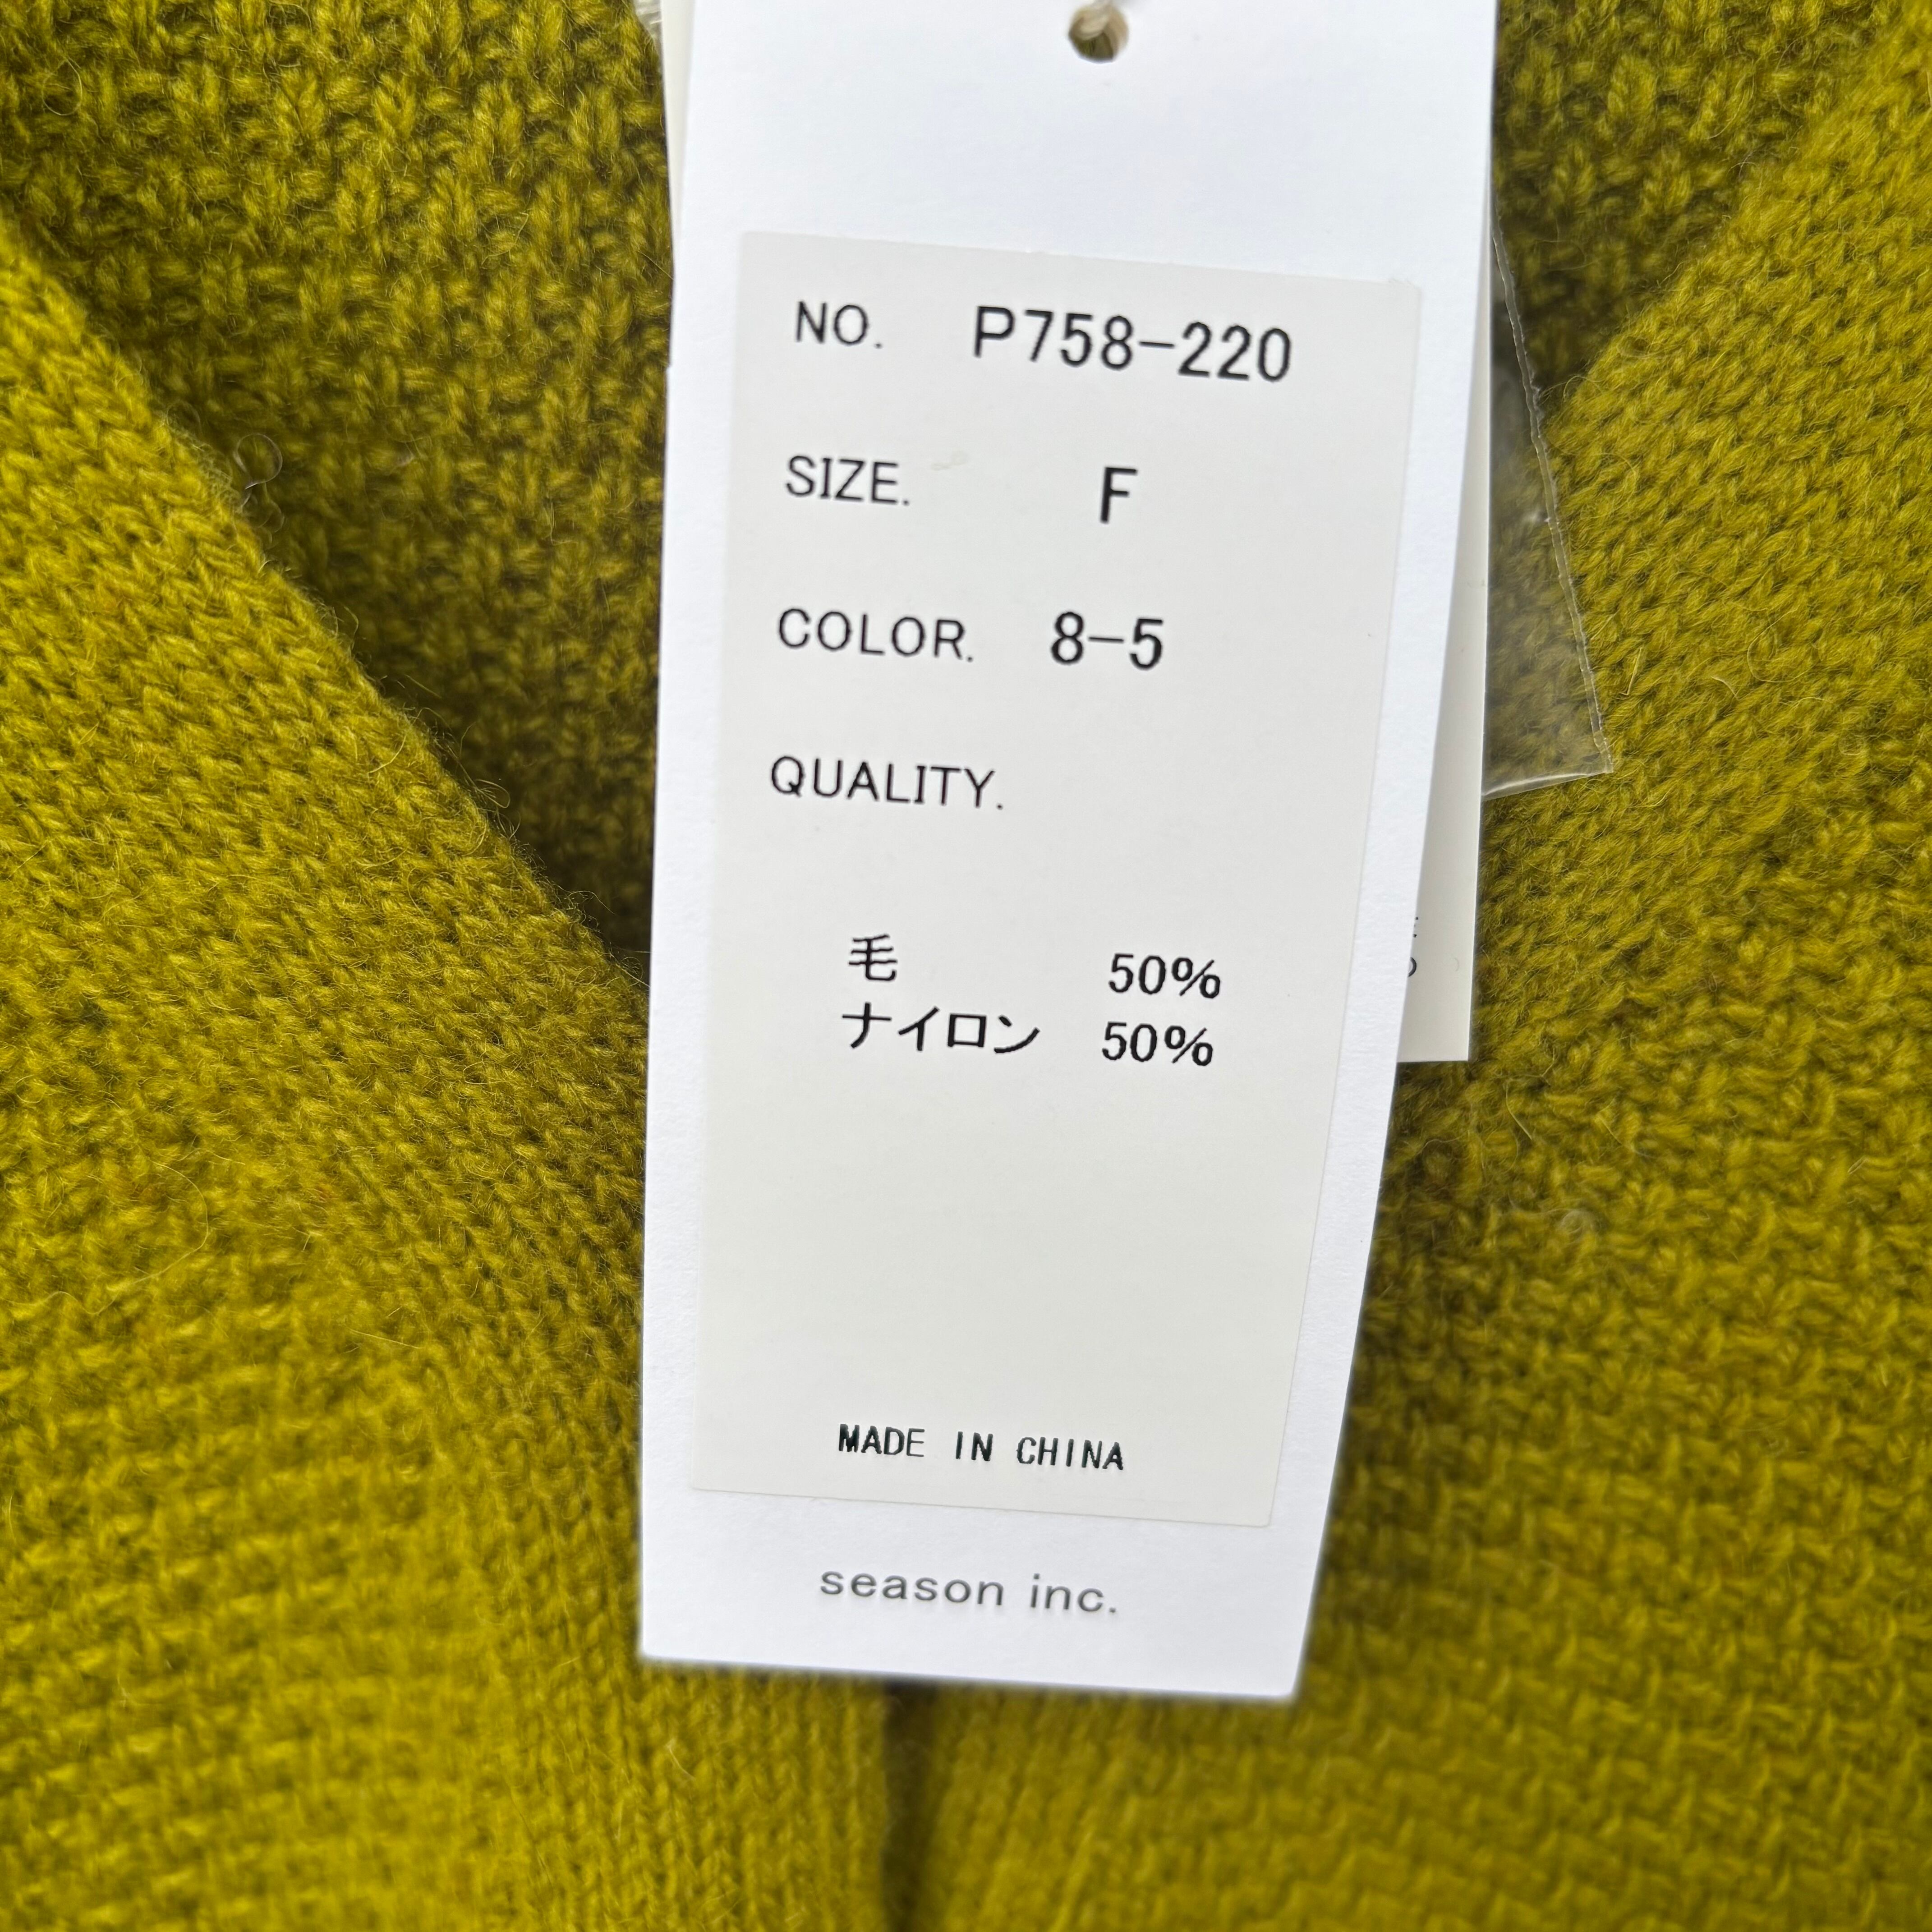 NO. P758-220
SIZE. F
COLOR. 8-5
QUALITY.
毛 50%
ナイロン 50%
MADE IN CHINA
season inc.